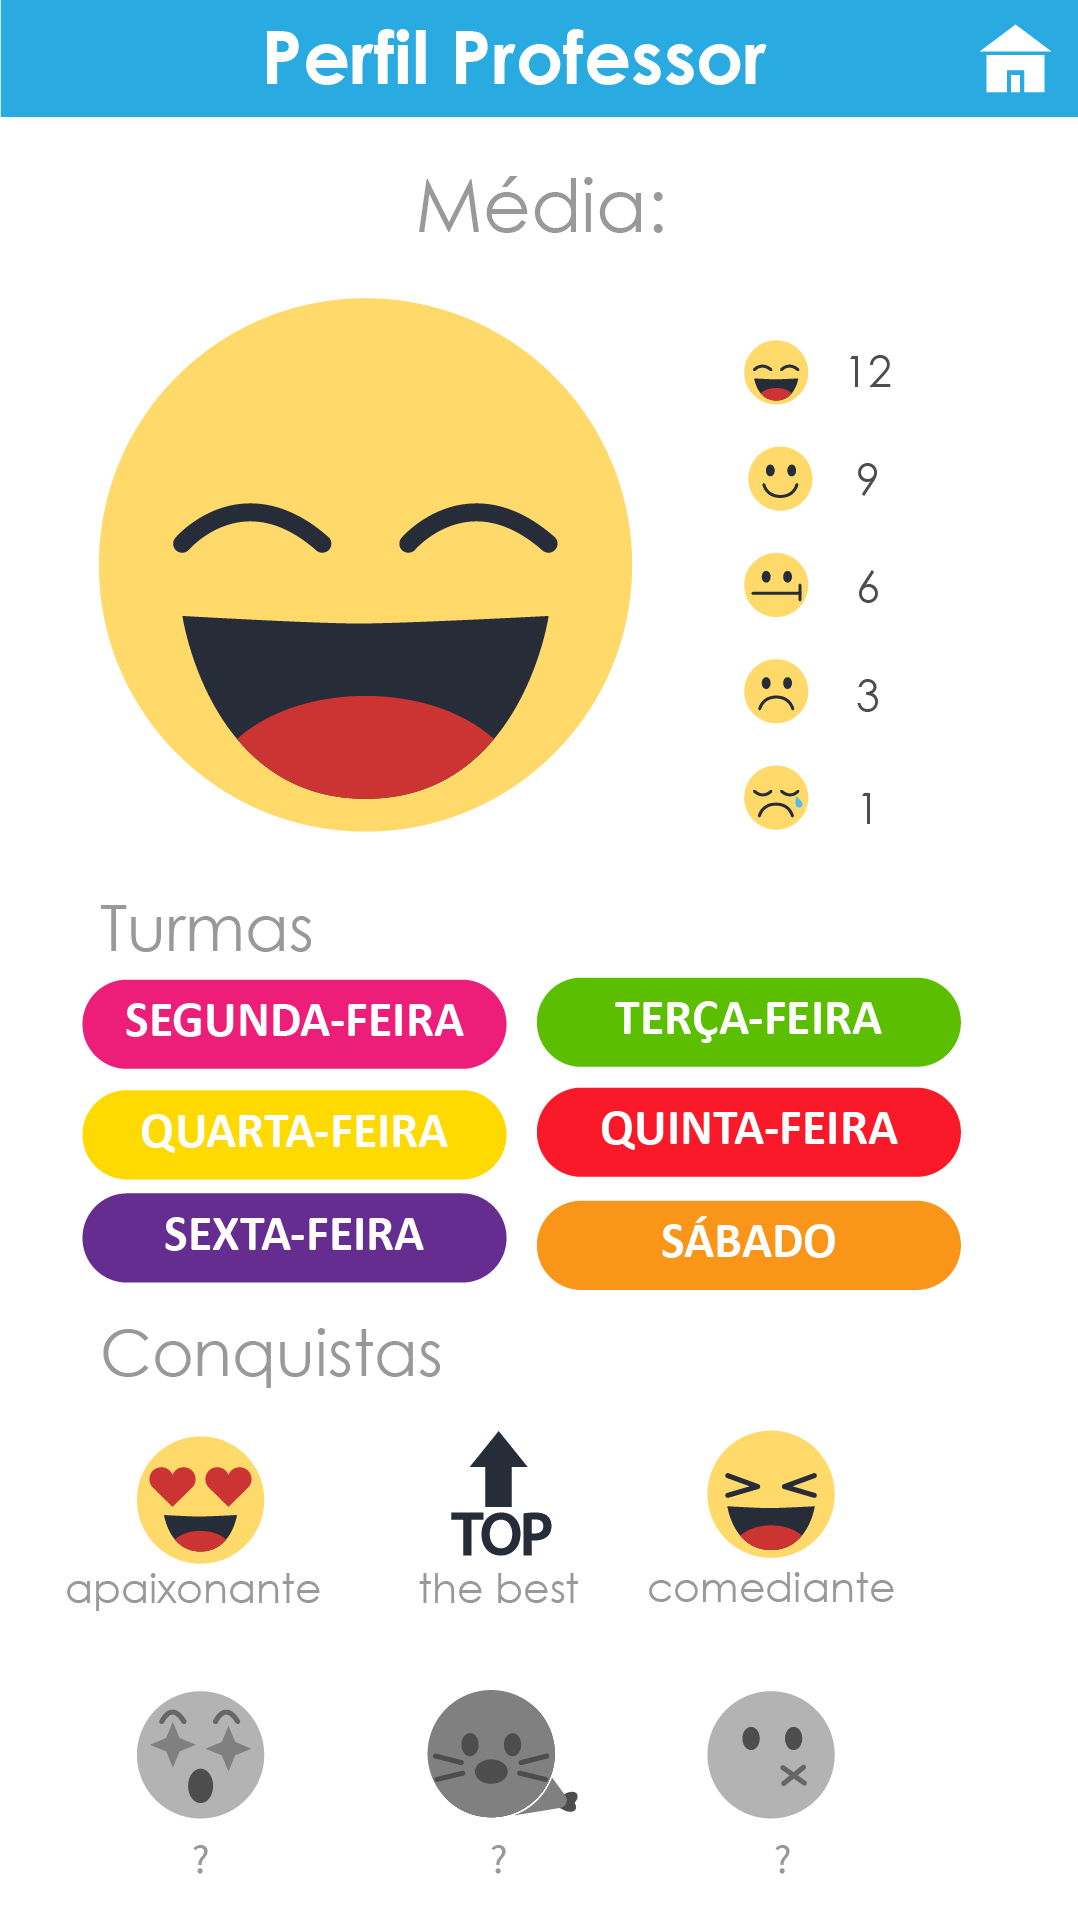 Perfil Professor
Média:
12
9
6
3
1
Turmas
SEGUNDA-FEIRA
TERÇA-FEIRA
QUARTA-FEIRA
QUINTA-FEIRA
SEXTA-FEIRA
SÁBADO
Conquistas
TOP
apaixonante
the best
comediante
?
?
?